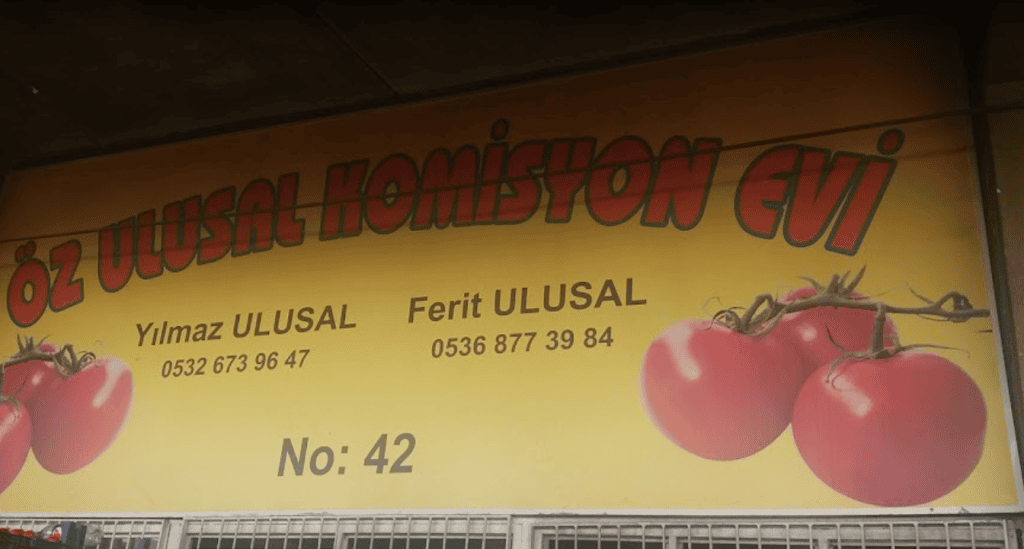 ÖZ ULUSAL KOMİSYON EVİ
Yılmaz ULUSAL
0532 673 96 47
Ferit ULUSAL
0536 877 39 84
No: 42